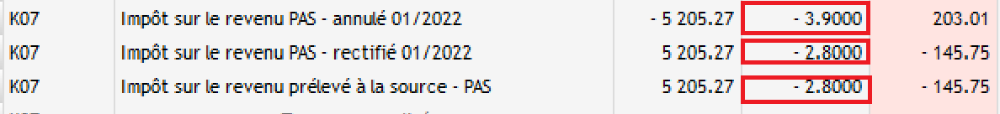 K07 Impôt sur le revenu PAS - annulé 01/2022 - 5 205.27 - 3.9000 203.01
K07 Impôt sur le revenu PAS - rectifié 01/2022 5 205.27 - 2.8000 - 145.75
K07 Impôt sur le revenu prélevé à la source - PAS 5 205.27 - 2.8000 - 145.75